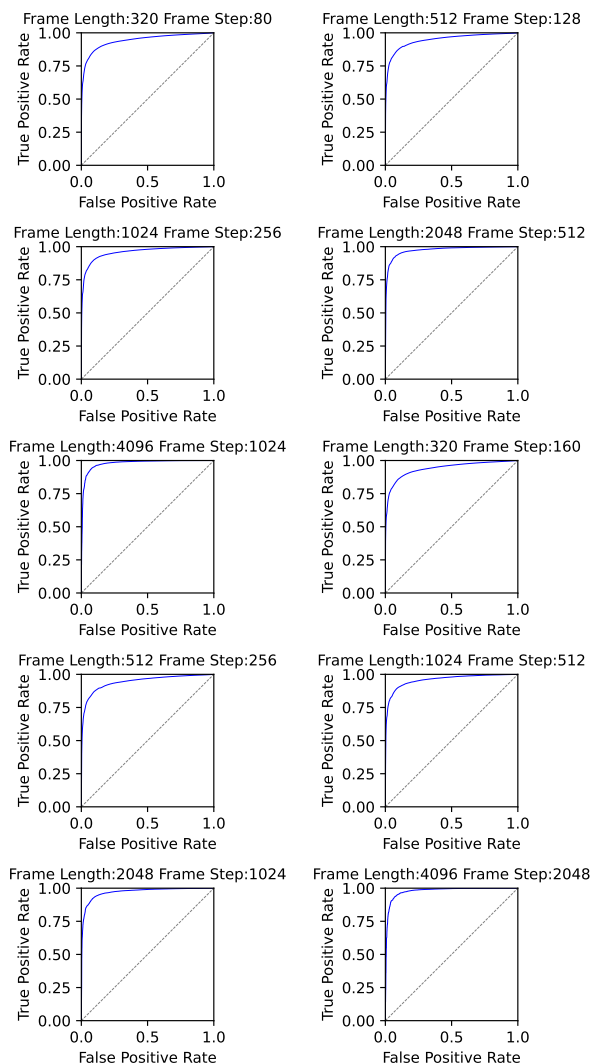 Frame Length:320 Frame Step:80
1.00
0.75
0.50
0.25
0.00
True Positive Rate
0.0 0.5 1.0
False Positive Rate
Frame Length:512 Frame Step:128
1.00
0.75
0.50
0.25
0.00
True Positive Rate
0.0 0.5 1.0
False Positive Rate
Frame Length:1024 Frame Step:256
1.00
0.75
0.50
0.25
0.00
True Positive Rate
0.0 0.5 1.0
False Positive Rate
Frame Length:2048 Frame Step:512
1.00
0.75
0.50
0.25
0.00
True Positive Rate
0.0 0.5 1.0
False Positive Rate
Frame Length:4096 Frame Step:1024
1.00
0.75
0.50
0.25
0.00
True Positive Rate
0.0 0.5 1.0
False Positive Rate
Frame Length:320 Frame Step:160
1.00
0.75
0.50
0.25
0.00
True Positive Rate
0.0 0.5 1.0
False Positive Rate
Frame Length:512 Frame Step:256
1.00
0.75
0.50
0.25
0.00
True Positive Rate
0.0 0.5 1.0
False Positive Rate
Frame Length:1024 Frame Step:512
1.00
0.75
0.50
0.25
0.00
True Positive Rate
0.0 0.5 1.0
False Positive Rate
Frame Length:2048 Frame Step:1024
1.00
0.75
0.50
0.25
0.00
True Positive Rate
0.0 0.5 1.0
False Positive Rate
Frame Length:4096 Frame Step:2048
1.00
0.75
0.50
0.25
0.00
True Positive Rate
0.0 0.5 1.0
False Positive Rate